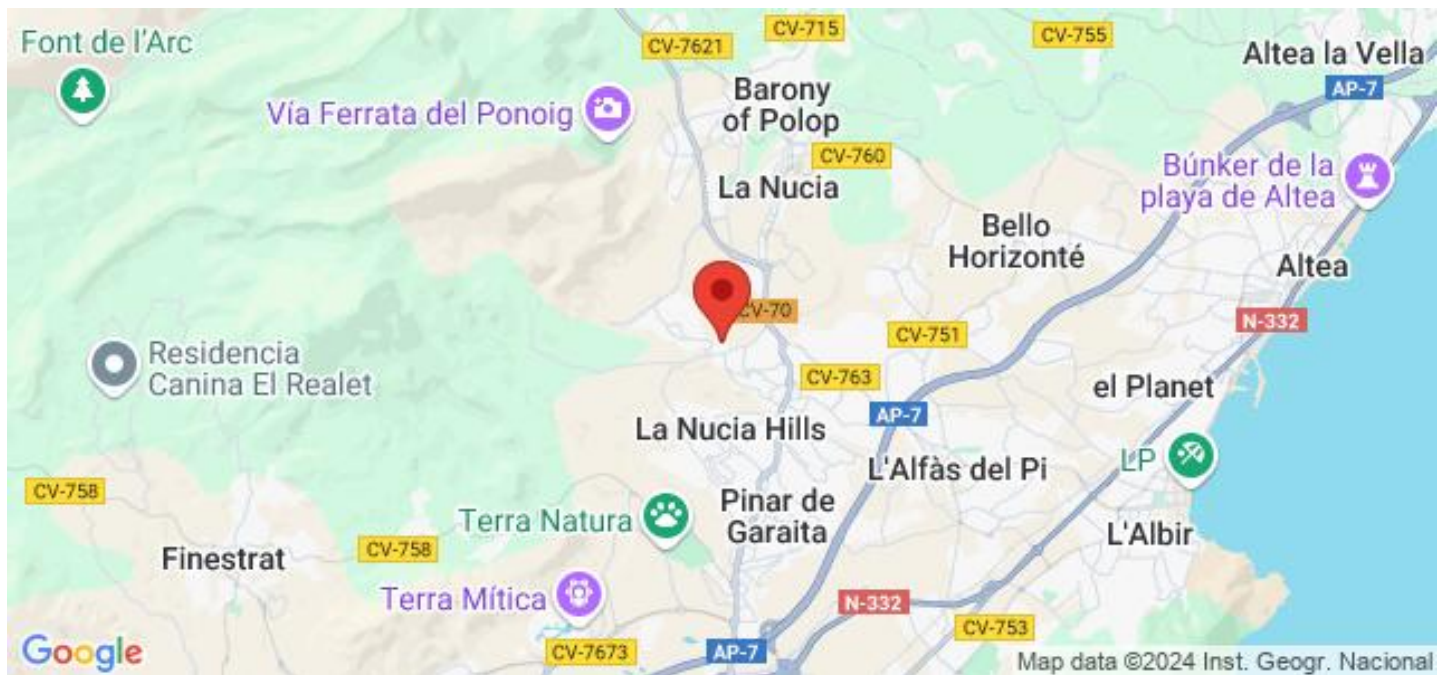 Font de l'Arc
CV-7621
CV-715
CV-755
Altea la Vella
AP-7
Vía Ferrata del Ponoig
Barony
of Polop
CV-760
La Nucia
Búnker de la
playa de Altea
Bello
Horizonté
Altea
CV-70
N-332
CV-751
Residencia
Canina El Realet
CV-763
el Planet
AP-7
La Nucia Hills
L'Alfàs del Pi
LP
CV-758
Pinar de
Garaita
Terra Natura
L'Albir
Finestrat
CV-758
Terra Mítica
N-332
CV-753
CV-7673
AP-7
Google
Map data ©2024 Inst. Geogr. Nacional